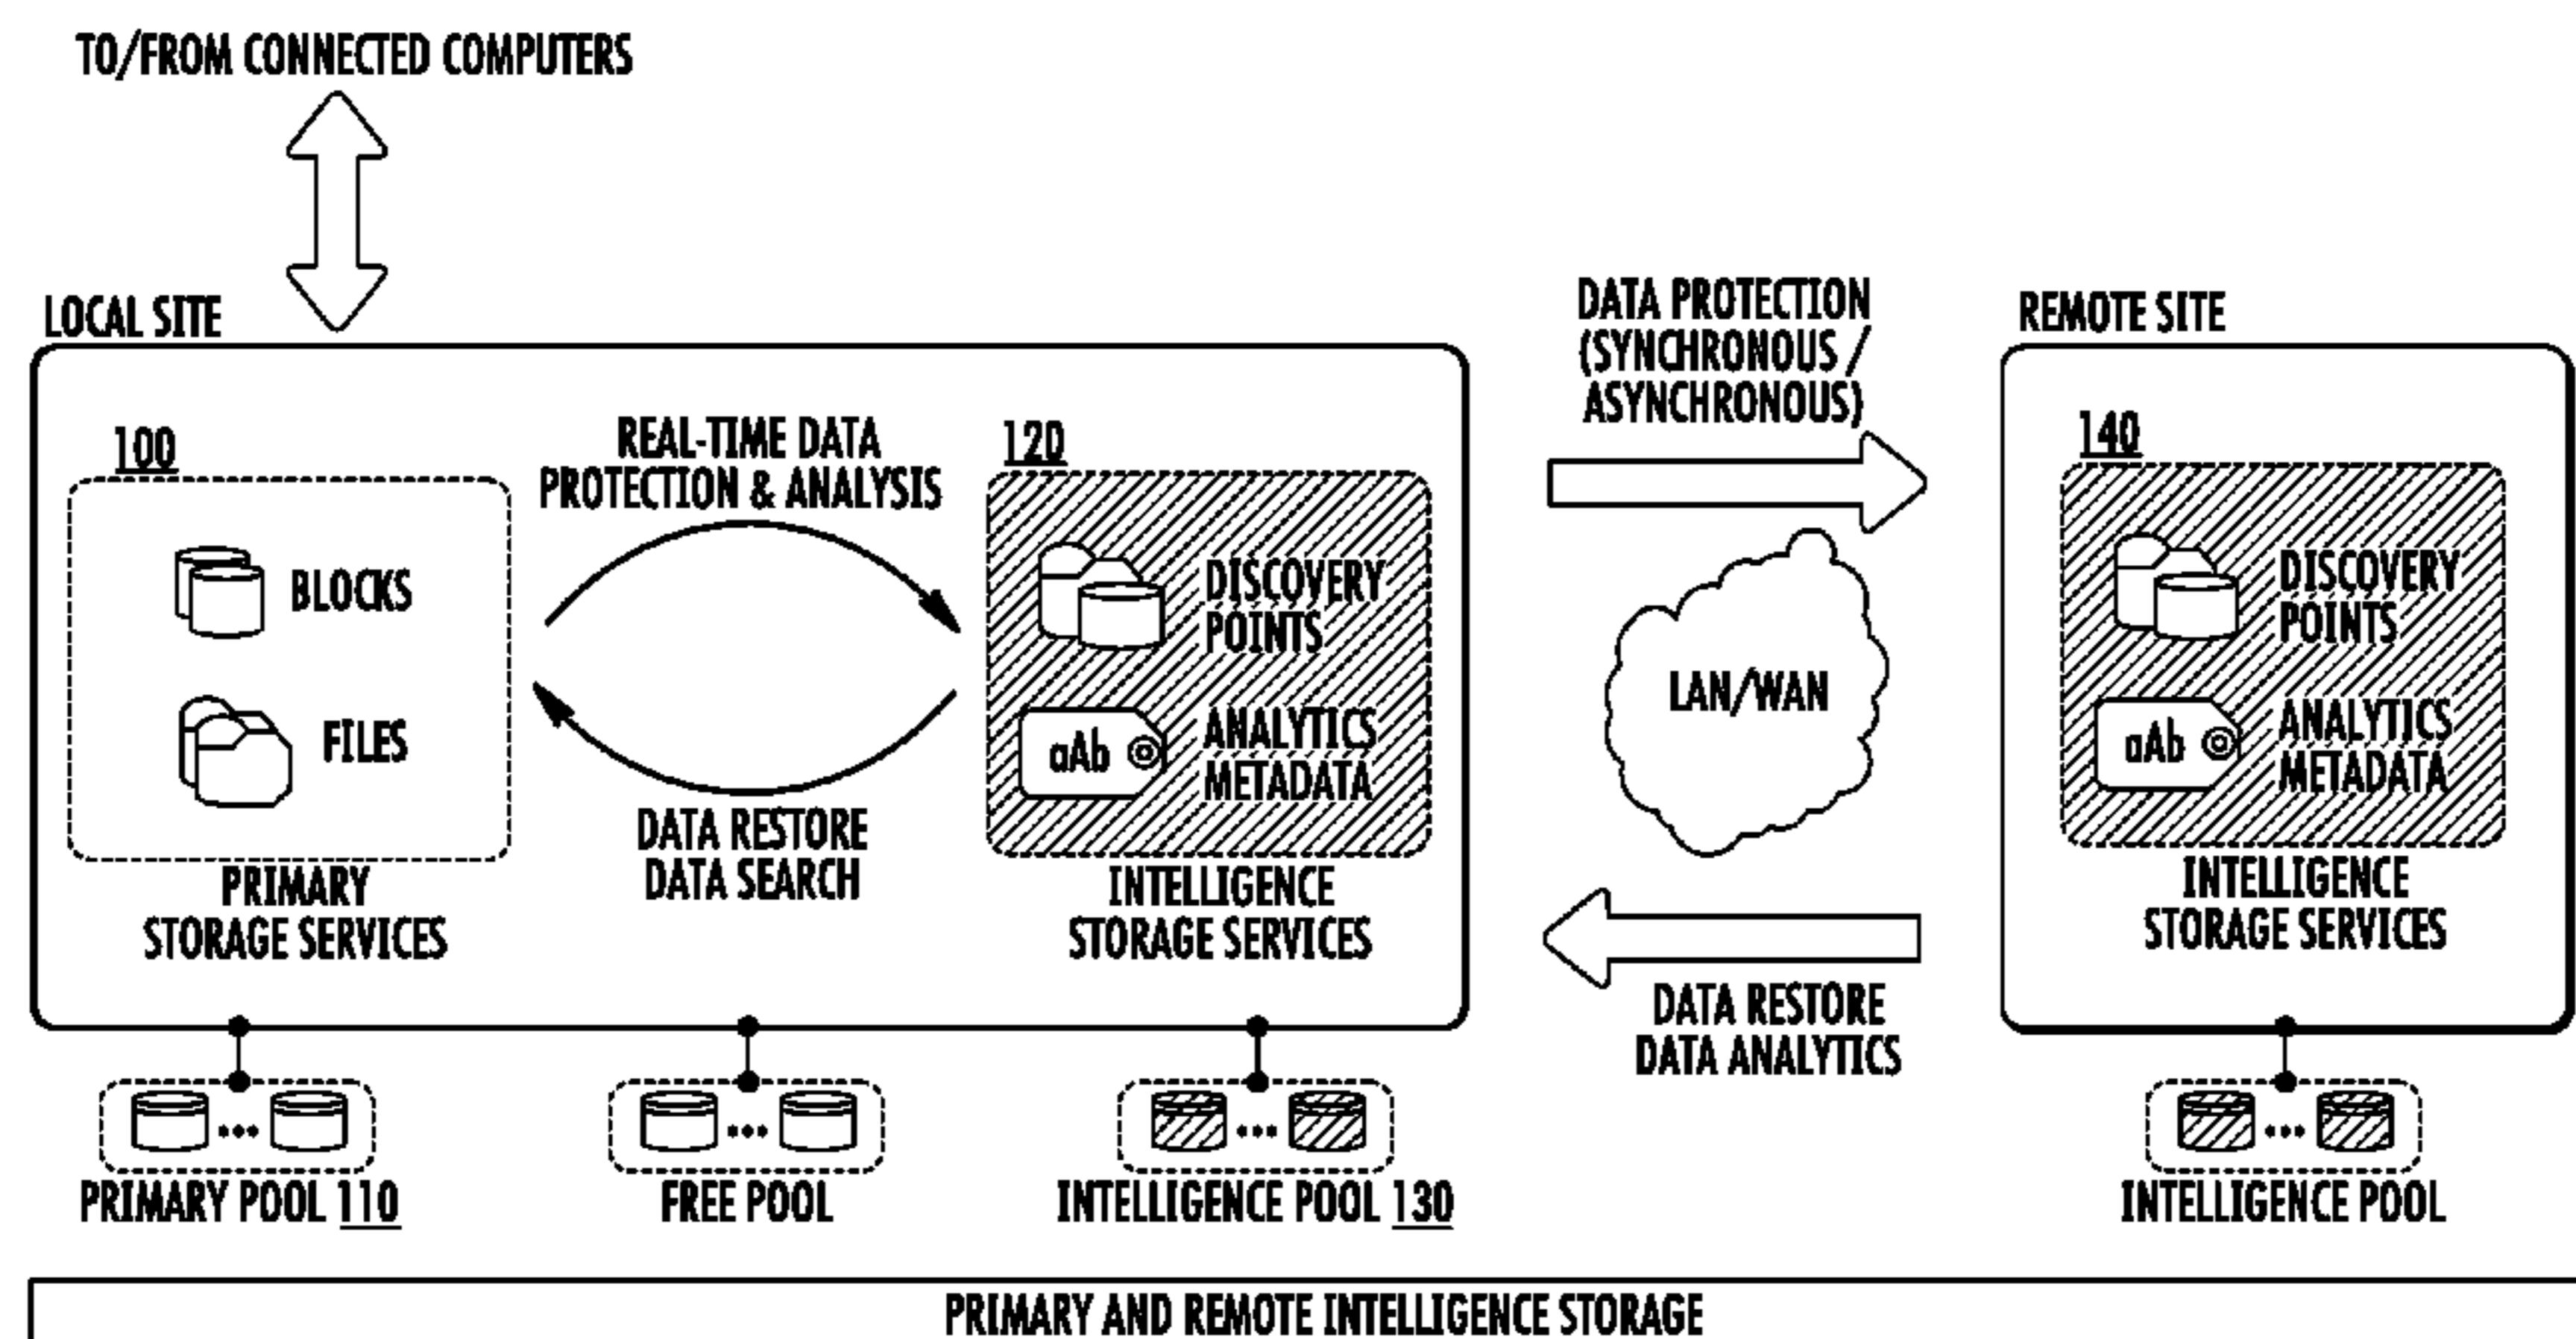 TO/FROM CONNECTED COMPUTERS
LOCAL SITE
100
BLOCKS
FILES
PRIMARY
STORAGE SERVICES
REAL-TIME DATA
PROTECTION & ANALYSIS
DATA RESTORE
DATA SEARCH
120
DISCOVERY
POINTS
aAb
ANALYTICS
METADATA
INTELLIGENCE
STORAGE SERVICES
DATA PROTECTION
(SYNCHRONOUS /
ASYNCHRONOUS)
LAN/WAN
DATA RESTORE
DATA ANALYTICS
REMOTE SITE
140
DISCOVERY
POINTS
aAb
ANALYTICS
METADATA
INTELLIGENCE
STORAGE SERVICES
PRIMARY POOL 110
FREE POOL
INTELLIGENCE POOL 130
INTELLIGENCE POOL
PRIMARY AND REMOTE INTELLIGENCE STORAGE